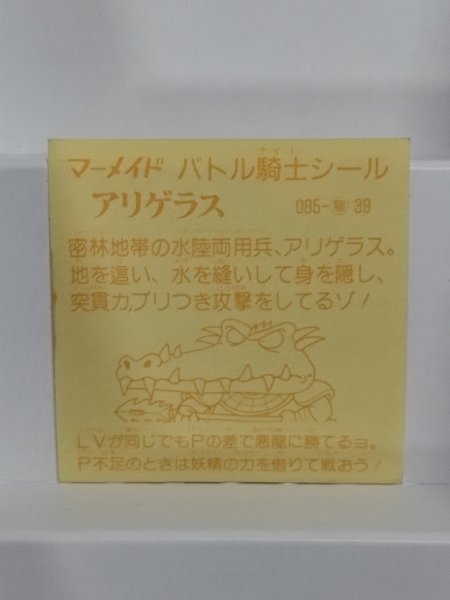 マーメイド バトル騎士シール
ナイト
アリゲラス 085-39
密林地帯の水陸両用兵、アリゲラス。
地を這い、水を縫いして身を隠し、
突貫力、ブリつき攻撃をしてるゾ!
LVが同じでもPの差で悪龍に勝てるヨ。
P不足のときは妖精の力を借りて戦おう!